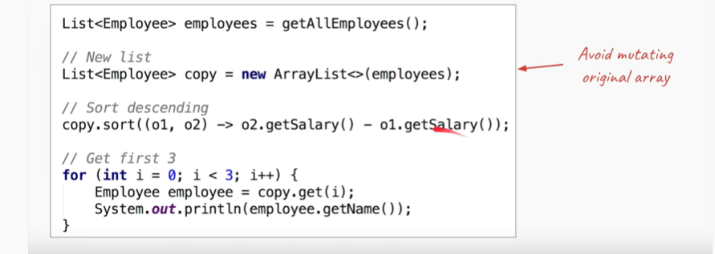 List<Employee> employees = getAllEmployees();
// New list
List<Employee> copy = new ArrayList<>(employees);
// Sort descending
copy.sort((o1, o2) -> o2.getSalary() - o1.getSalary());
// Get first 3
for (int i = 0; i < 3; i++) {
    Employee employee = copy.get(i);
    System.out.println(employee.getName());
}
Avoid mutating
original array